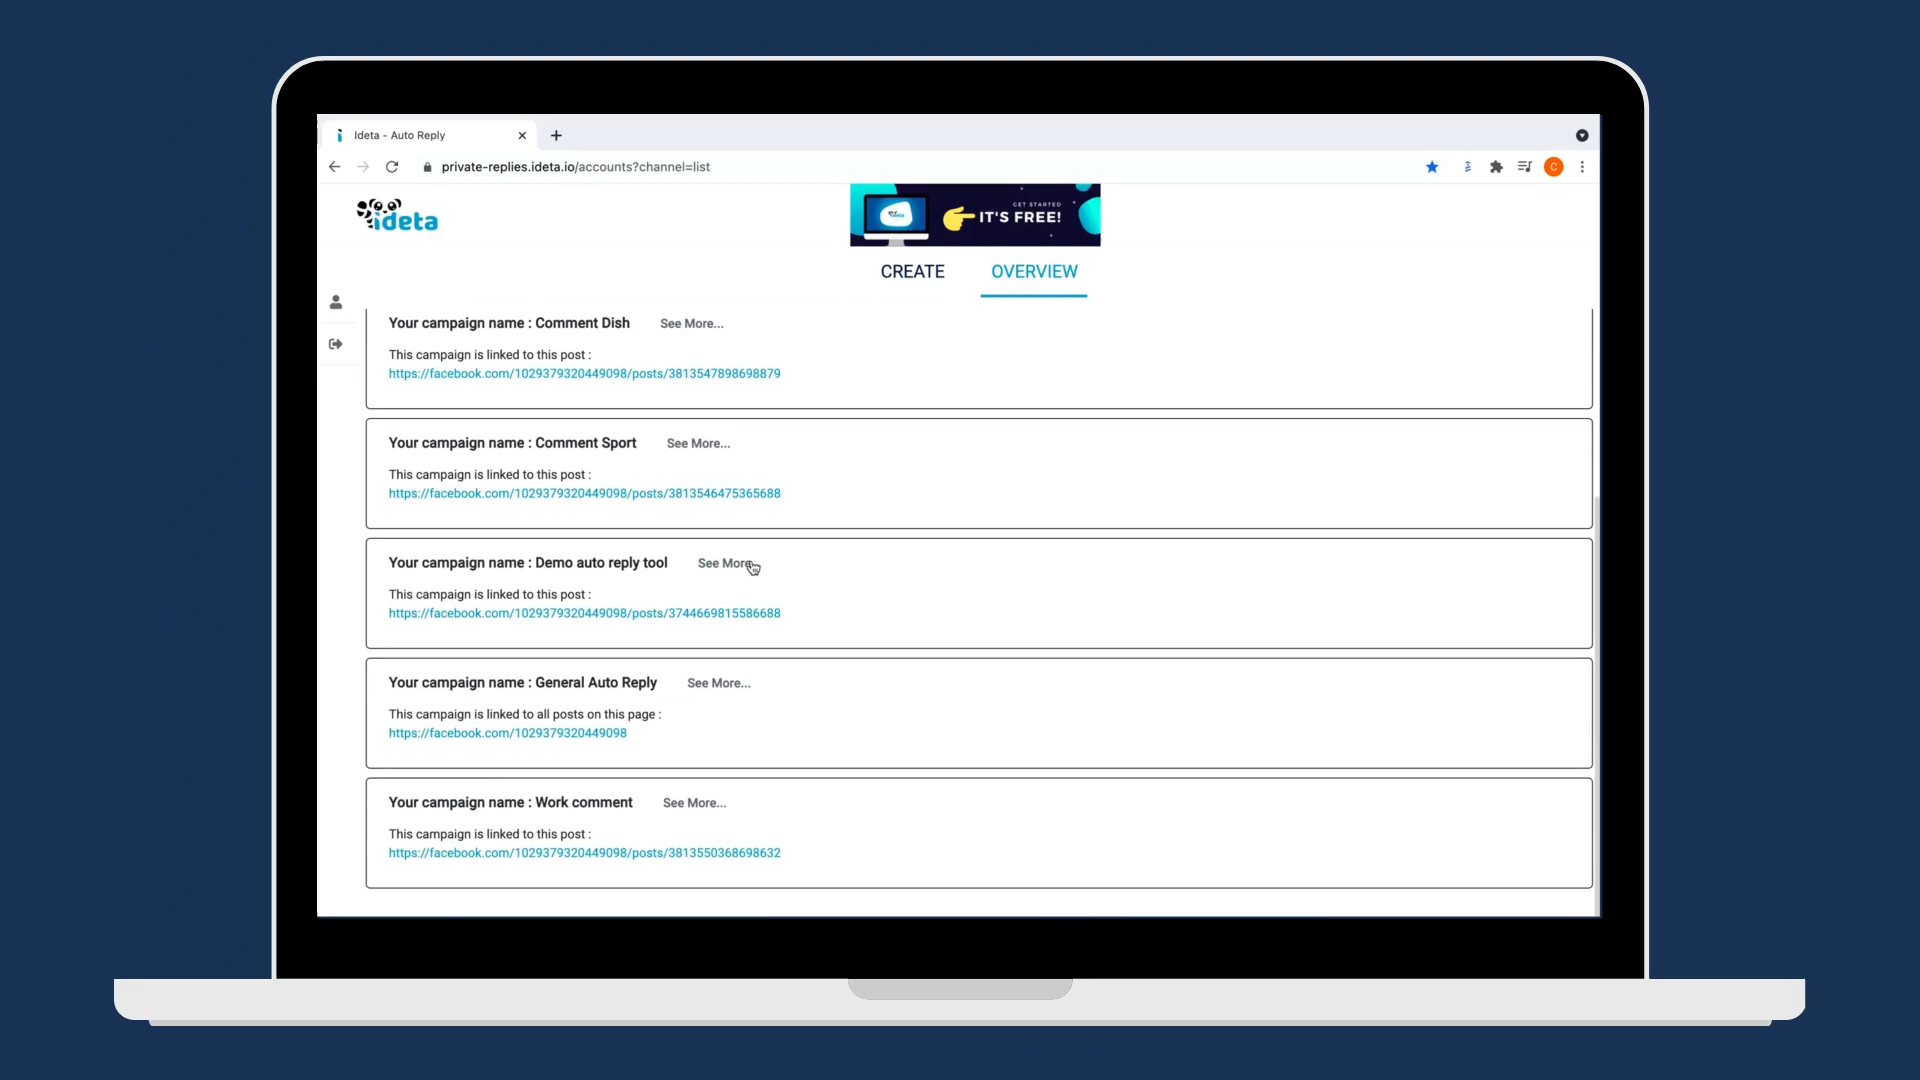 Ideta - Auto Reply
private-replies.ideta.io/accounts?channel=list
C
ideta
GET STARTED
IT'S FREE!
CREATE OVERVIEW
Your campaign name : Comment Dish See More...
This campaign is linked to this post :
https://facebook.com/1029379320449098/posts/3813547898698879
Your campaign name : Comment Sport See More...
This campaign is linked to this post :
https://facebook.com/1029379320449098/posts/3813546475365688
Your campaign name : Demo auto reply tool See More
This campaign is linked to this post :
https://facebook.com/1029379320449098/posts/3744669815586688
Your campaign name : General Auto Reply See More...
This campaign is linked to all posts on this page :
https://facebook.com/1029379320449098
Your campaign name : Work comment See More...
This campaign is linked to this post :
https://facebook.com/1029379320449098/posts/3813550368698632